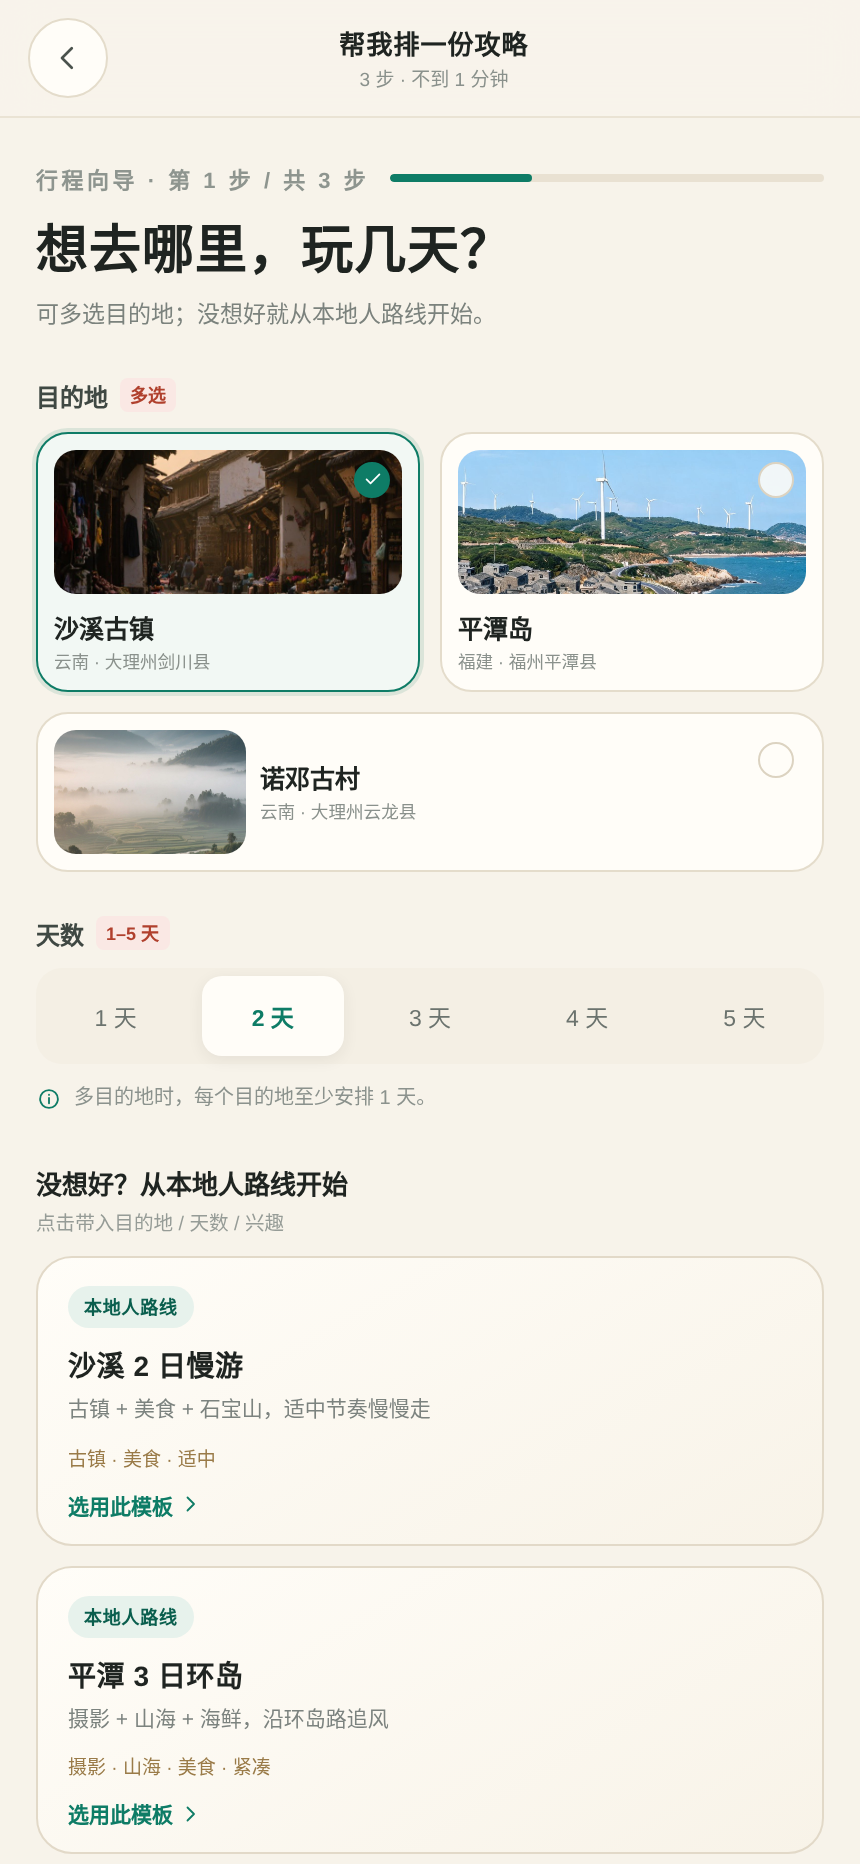 帮我排一份攻略
3 步 · 不到 1 分钟
行程向导 · 第 1 步 / 共 3 步
想去哪里，玩几天？
可多选目的地；没想好就从本地人路线开始。
目的地 多选
沙溪古镇
云南 · 大理州剑川县
平潭岛
福建 · 福州平潭县
诺邓古村
云南 · 大理州云龙县
天数 1–5 天
1 天 2 天 3 天 4 天 5 天
多目的地时，每个目的地至少安排 1 天。
没想好？从本地人路线开始
点击带入目的地 / 天数 / 兴趣
本地人路线
沙溪 2 日慢游
古镇 + 美食 + 石宝山，适中节奏慢慢走
古镇 · 美食 · 适中
选用此模板
本地人路线
平潭 3 日环岛
摄影 + 山海 + 海鲜，沿环岛路追风
摄影 · 山海 · 美食 · 紧凑
选用此模板